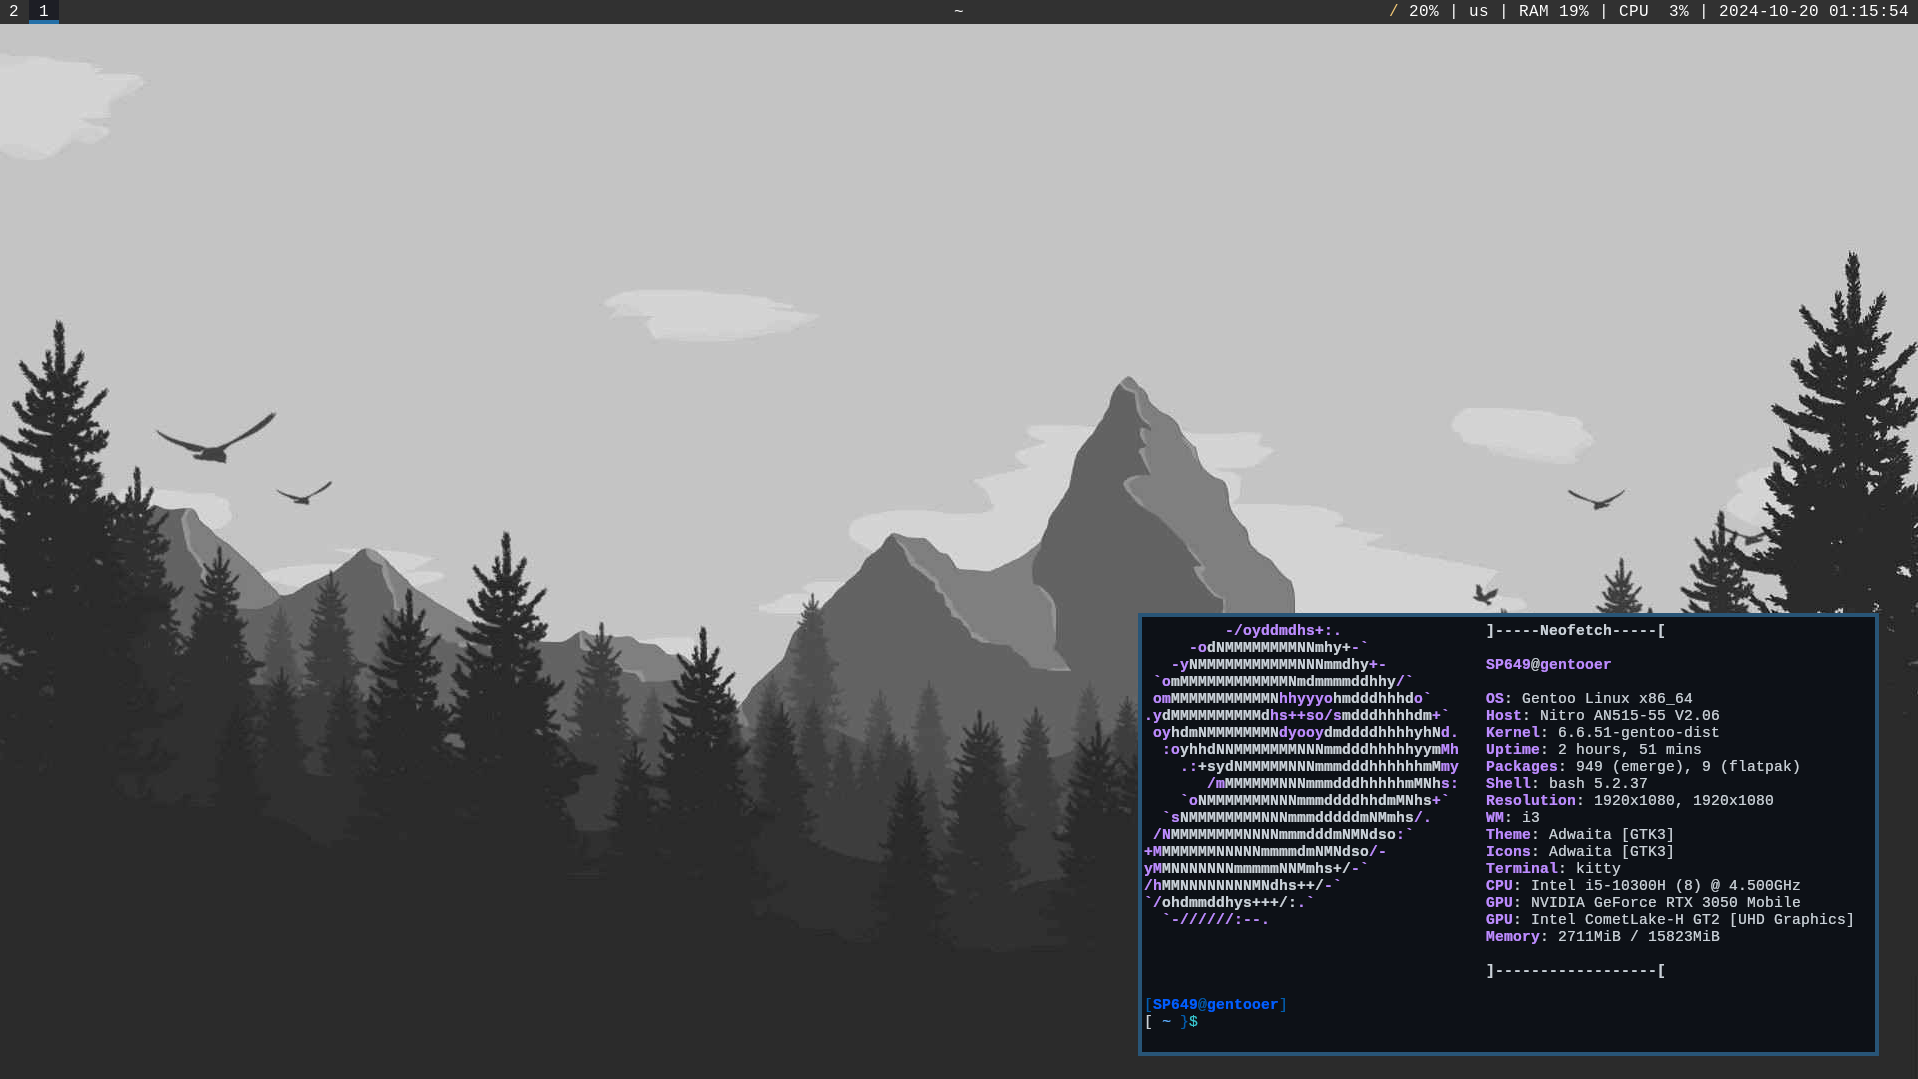 2 1 ~ / 20% | us | RAM 19% | CPU  3% | 2024-10-20 01:15:54
         -/oyddmdhs+:.                ]-----Neofetch-----[
     -odNMMMMMMMMNNmhy+-`
   -yNMMMMMMMMMMMNNNmmdhy+-           SP649@gentooer
 `omMMMMMMMMMMMMNmdmmmmddhhy/`
 omMMMMMMMMMMMNhhyyyohmdddhhhdo`      OS: Gentoo Linux x86_64
.ydMMMMMMMMMMdhs++so/smdddhhhhdm+`    Host: Nitro AN515-55 V2.06
 oyhdmNMMMMMMMNdyooydmddddhhhhyhNd.   Kernel: 6.6.51-gentoo-dist
  :oyhhdNNMMMMMMMNNNmmdddhhhhhyymMh   Uptime: 2 hours, 51 mins
    .:+sydNMMMMMNNNmmmdddhhhhhhmMmy   Packages: 949 (emerge), 9 (flatpak)
       /mMMMMMMNNNmmmdddhhhhhmMNhs:   Shell: bash 5.2.37
    `oNMMMMMMMNNNmmmddddhhdmMNhs+`    Resolution: 1920x1080, 1920x1080
  `sNMMMMMMMMNNNmmmdddddmNMmhs/.      WM: i3
 /NMMMMMMMMNNNNmmmdddmNMNdso:`        Theme: Adwaita [GTK3]
+MMMMMMMNNNNNmmmmdmNMNdso/-           Icons: Adwaita [GTK3]
yMMNNNNNNNmmmmmNNMmhs+/-`             Terminal: kitty
/hMMNNNNNNNNMNdhs++/-`                CPU: Intel i5-10300H (8) @ 4.500GHz
`/ohdmmddhys+++/:.`                   GPU: NVIDIA GeForce RTX 3050 Mobile
  `-//////:--.                        GPU: Intel CometLake-H GT2 [UHD Graphics]
Memory: 2711MiB / 15823MiB
]------------------[
[SP649@gentooer]
[ ~ }$